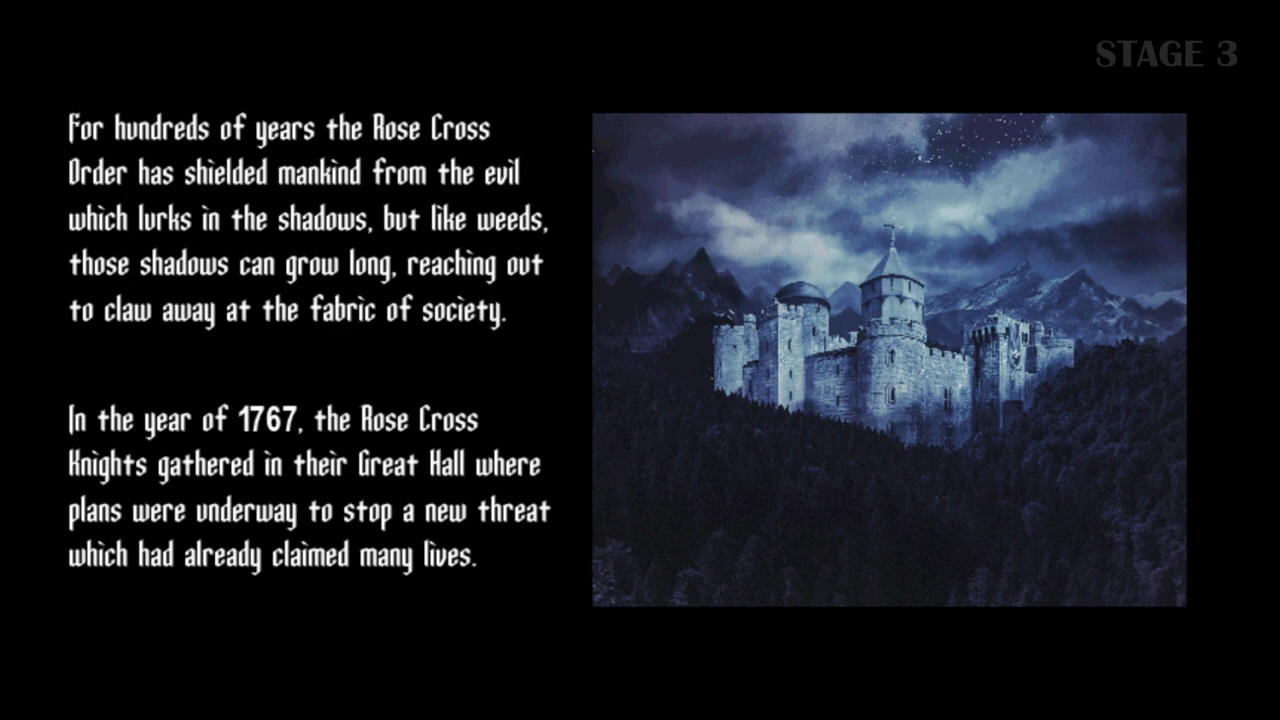 STAGE 3
For hundreds of years the Rose Cross
Order has shielded mankind from the evil
which lurks in the shadows, but like weeds,
those shadows can grow long, reaching out
to claw away at the fabric of society.
In the year of 1767, the Rose Cross
Knights gathered in their Great Hall where
plans were underway to stop a new threat
which had already claimed many lives.